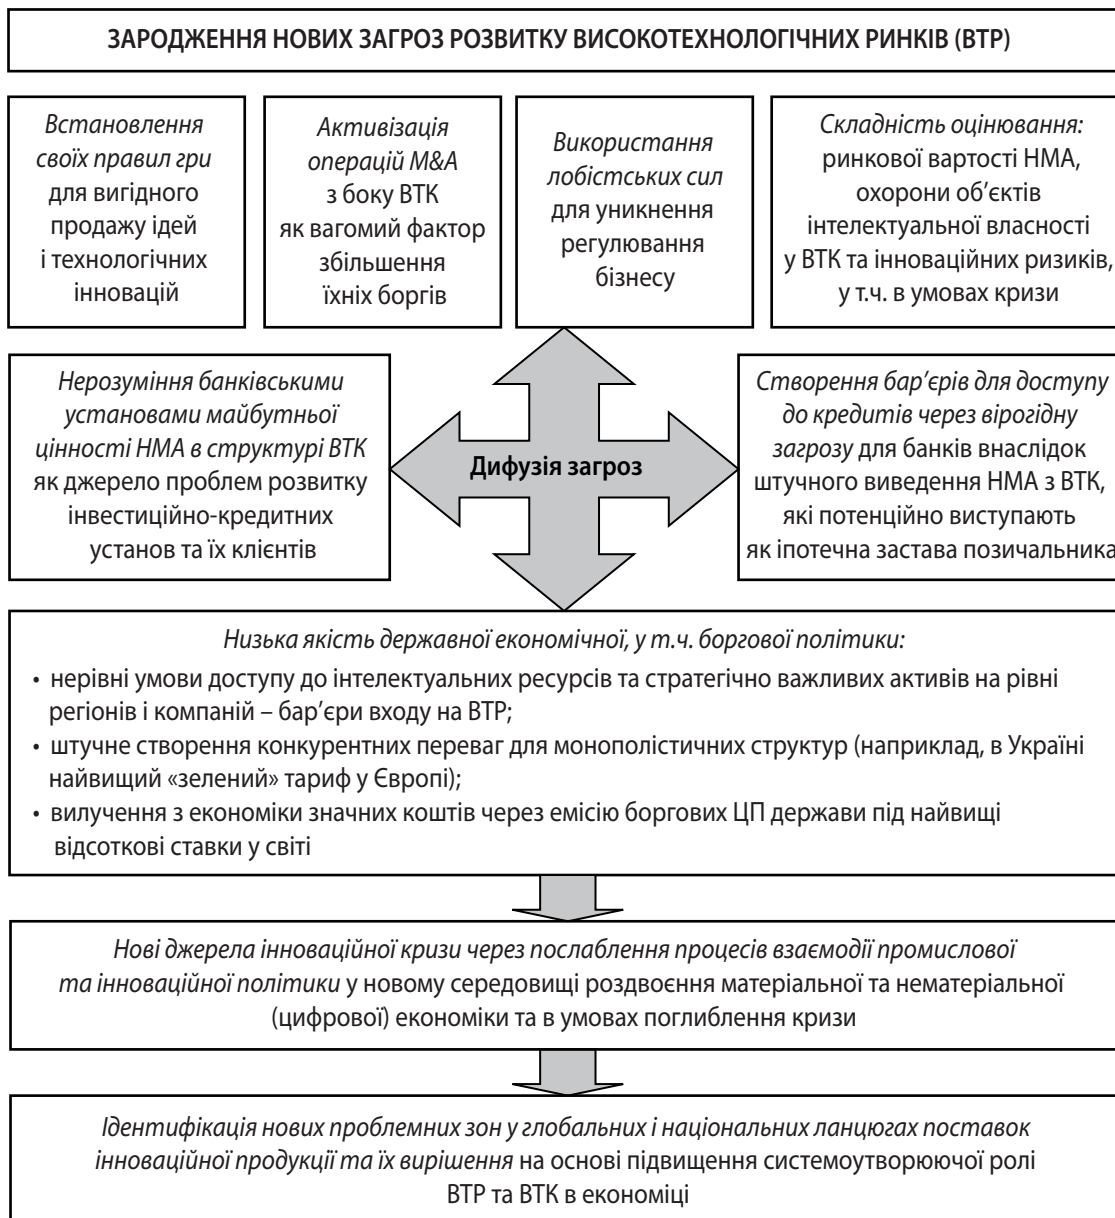 ЗАРОДЖЕННЯ НОВИХ ЗАГРОЗ РОЗВИТКУ ВИСОКОТЕХНОЛОГІЧНИХ РИНКІВ (ВТР)
Встановлення
своїх правил гри
для вигідного
продажу ідей
і технологічних
інновацій
Активізація
операцій M&A
з боку ВТК
як вагомий фактор
збільшення
їхніх боргів
Використання
лобістських сил
для уникнення
регулювання
бізнесу
Складність оцінювання:
ринкової вартості НМА,
охорони об’єктів
інтелектуальної власності
у ВТК та інноваційних ризиків,
у т.ч. в умовах кризи
Нерозуміння банківськими
установами майбутньої
цінності НМА в структурі ВТК
як джерело проблем розвитку
інвестиційно-кредитних
установ та їх клієнтів
Дифузія загроз
Створення бар’єрів для доступу
до кредитів через вірогідну
загрозу для банків внаслідок
штучного виведення НМА з ВТК,
які потенційно виступають
як іпотечна застава позичальника
Низька якість державної економічної, у т.ч. боргової політики:
• нерівні умови доступу до інтелектуальних ресурсів та стратегічно важливих активів на рівні
регіонів і компаній – бар’єри входу на ВТР;
• штучне створення конкурентних переваг для монополістичних структур (наприклад, в Україні
найвищий «зелений» тариф у Європі);
• вилучення з економіки значних коштів через емісію боргових ЦП держави під найвищі
відсоткові ставки у світі
Нові джерела інноваційної кризи через послаблення процесів взаємодії промислової
та інноваційної політики у новому середовищі роздвоєння матеріальної та нематеріальної
(цифрової) економіки та в умовах поглиблення кризи
Ідентифікація нових проблемних зон у глобальних і національних ланцюгах поставок
інноваційної продукції та їх вирішення на основі підвищення системоутворюючої ролі
ВТР та ВТК в економіці